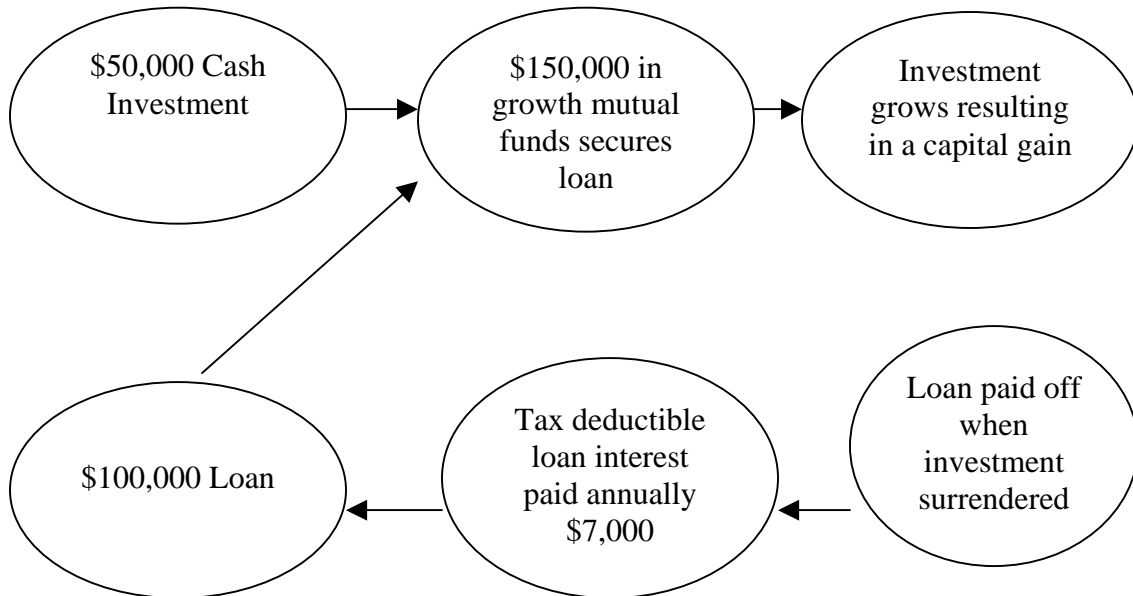 $50,000 Cash
Investment
$150,000 in
growth mutual
funds secures
loan
Investment
grows resulting
in a capital gain
$100,000 Loan
Tax deductible
loan interest
paid annually
$7,000
Loan paid off
when
investment
surrendered